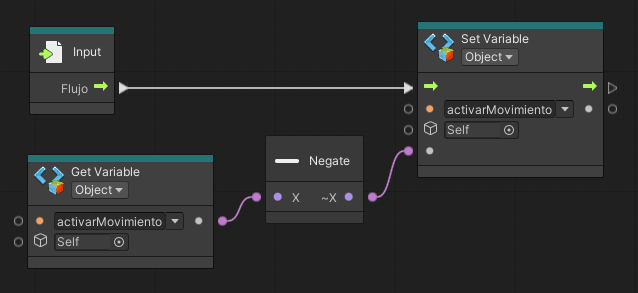 Input
Flujo
Set Variable
Object
activarMovimiento
Self
Negate
X
~X
Get Variable
Object
activarMovimiento
Self